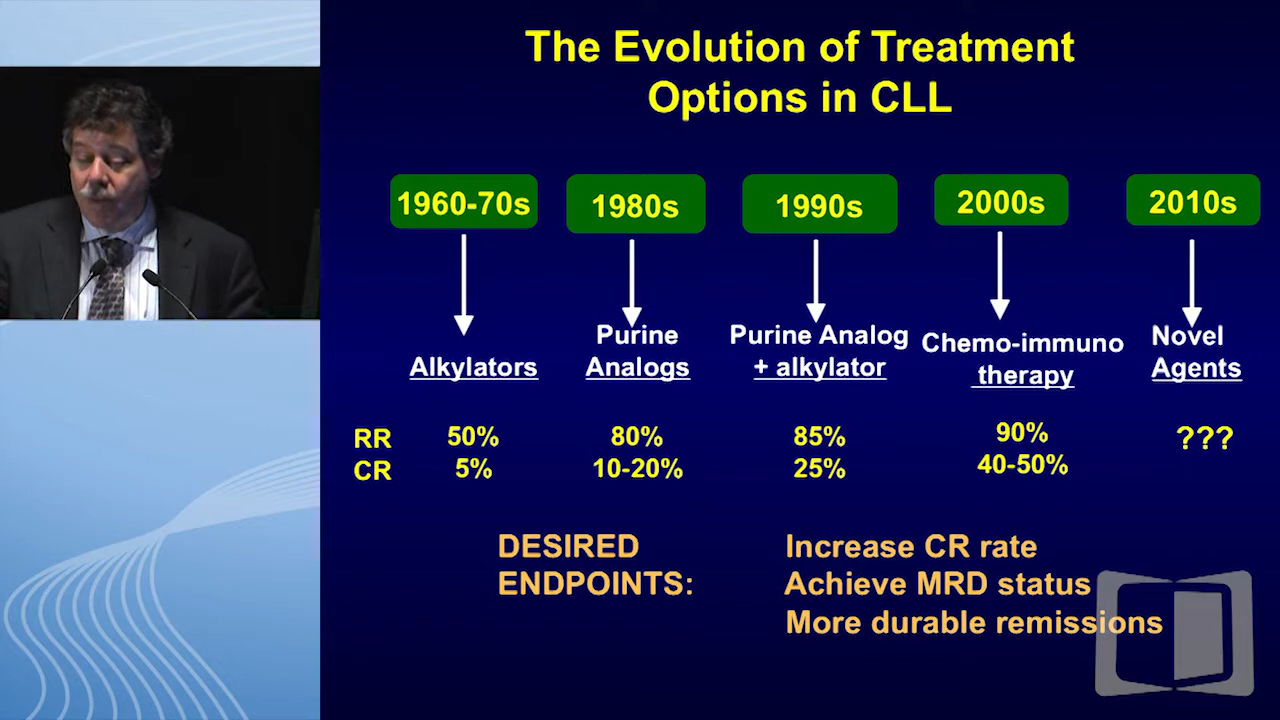 The Evolution of Treatment
Options in CLL
1960-70s 1980s 1990s 2000s 2010s
Alkylators
Purine
Analogs
Purine Analog
+ alkylator
Chemo-immuno
therapy
Novel
Agents
RR 50% 80% 85% 90% ???
CR 5% 10-20% 25% 40-50%
DESIRED
ENDPOINTS:
Increase CR rate
Achieve MRD status
More durable remissions